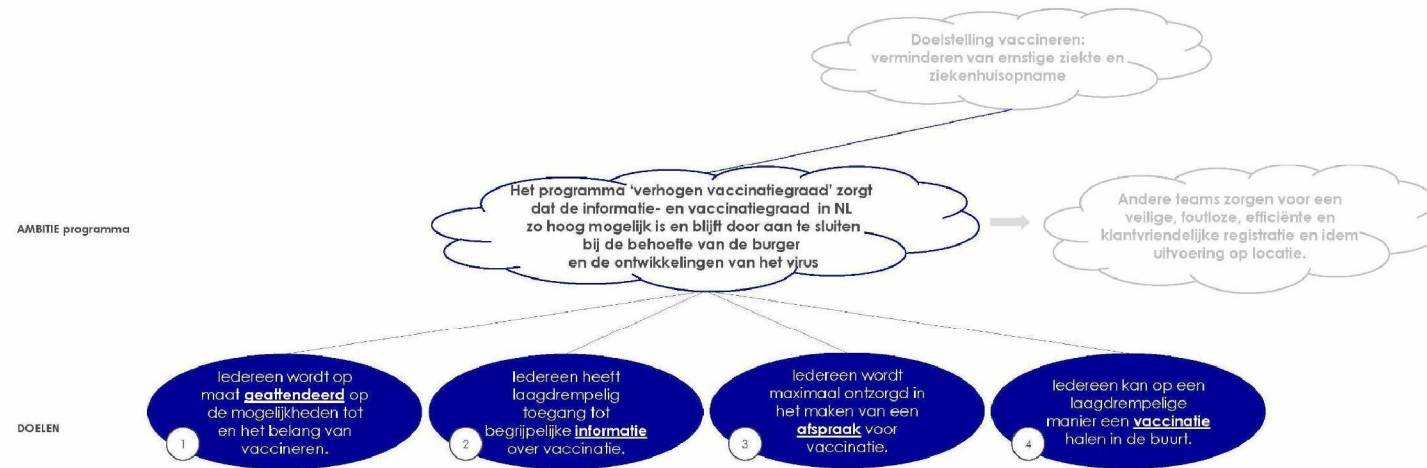 Doelstelling vaccineren:
verminderen van ernstige ziekte en
ziekenhuisopname
AMBITIE programma
Het programma ‘verhogen vaccinatiegraad’ zorgt
dat de informatie- en vaccinatiegraad in NL
zo hoog mogelijk is en blijft door aan te sluiten
bij de behoefte van de burger
en de ontwikkelingen van het virus
Andere teams zorgen voor een
veilige, foutloze, efficiënte en
klantvriendelijke registratie en idem
uitvoering op locatie.
DOELEN
Iedereen wordt op
maat geattendeerd op
de mogelijkheden tot
en het belang van
vaccineren.
1
Iedereen heeft
laagdrempelig
toegang tot
begrijpelijke informatie
over vaccinatie.
2
Iedereen wordt
maximaal ontzorgd in
het maken van een
afspraak voor
vaccinatie.
3
Iedereen kan op een
laagdrempelige
manier een vaccinatie
halen in de buurt.
4